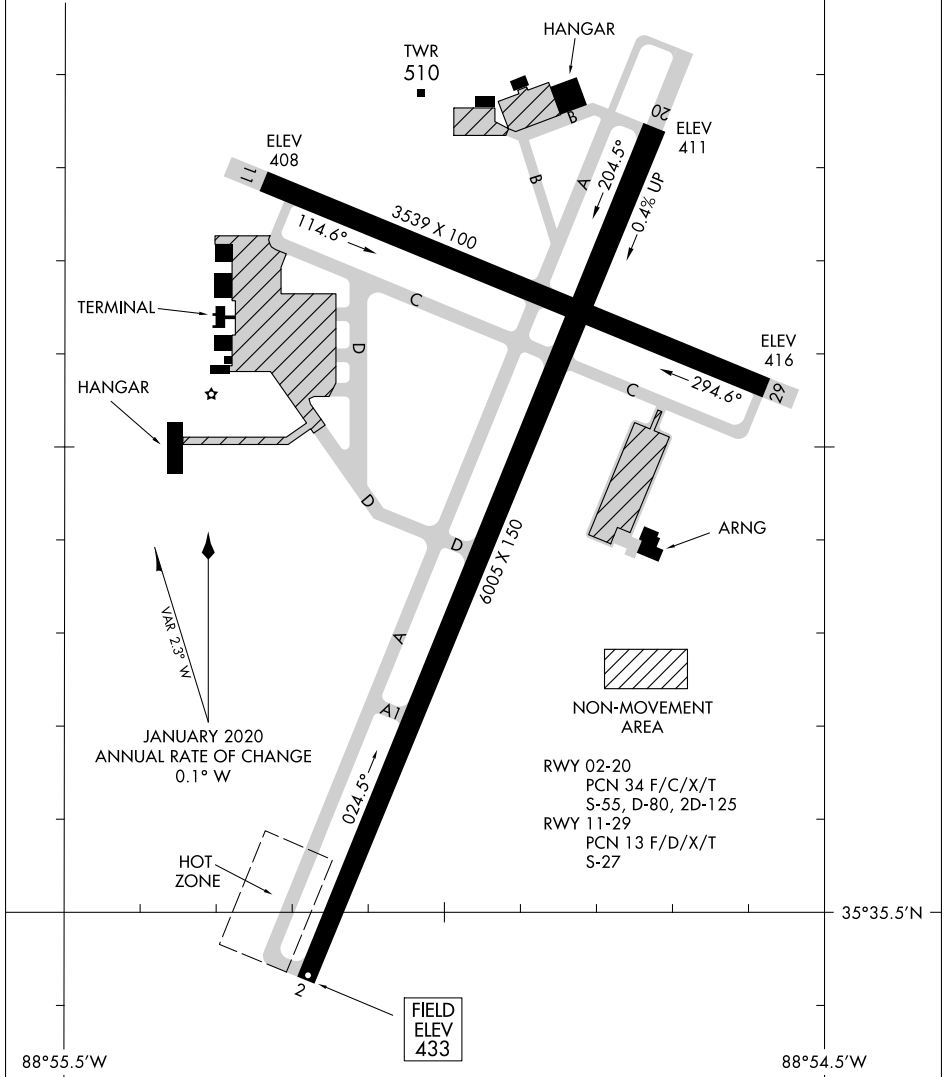 HANGAR
TWR
510
20
ELEV
411
ELEV
408
11
B
B
A
204.5°
0.4% UP
3539 X 100
114.6°
C
TERMINAL
D
ELEV
416
29
294.6°
C
HANGAR
D
D
6005 X 150
ARNG
VAR 2.3° W
A
NON-MOVEMENT
AREA
A1
JANUARY 2020
ANNUAL RATE OF CHANGE
0.1° W
024.5°
RWY 02-20
PCN 34 F/C/X/T
S-55, D-80, 2D-125
RWY 11-29
PCN 13 F/D/X/T
S-27
HOT
ZONE
35°35.5'N
2
FIELD
ELEV
433
88°55.5'W
88°54.5'W